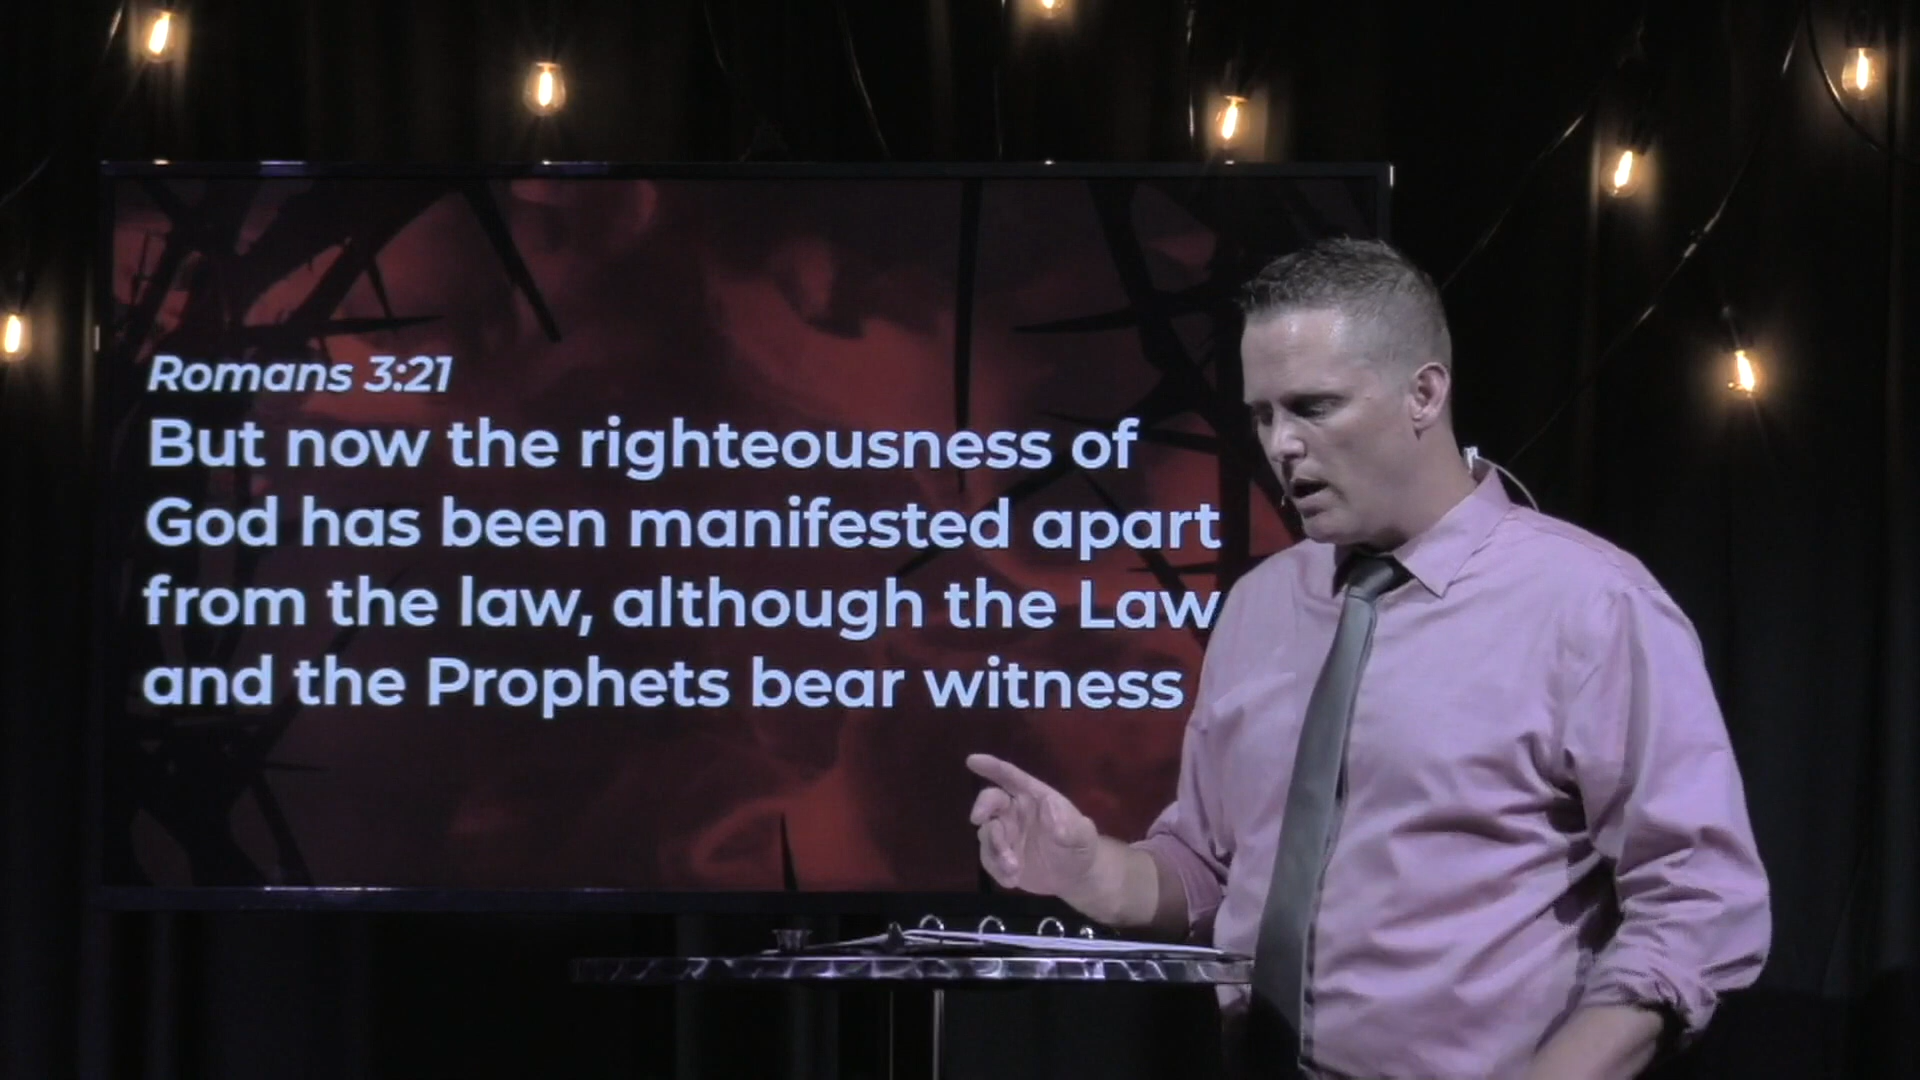 Romans 3:21
But now the righteousness of
God has been manifested apart
from the law, although the Law
and the Prophets bear witness